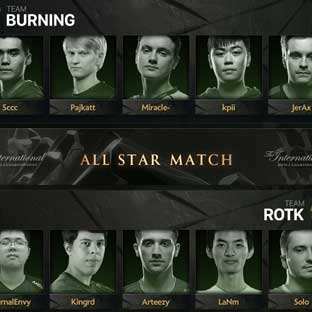 TEAM
BURNING
Sccc Pajkatt Miracle- kpii JerAx
International ALL STAR MATCH The International
TEAM
ROTK
rnalEnvy Kingrd Arteezy LaNm Solo